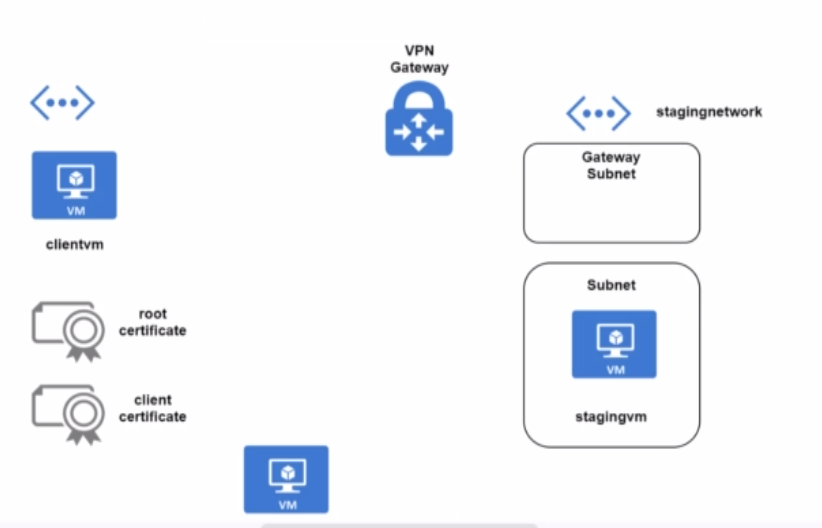 VPN
Gateway
stagingnetwork
Gateway
Subnet
VM
clientvm
Subnet
root
certificate
VM
client
certificate
stagingvm
VM